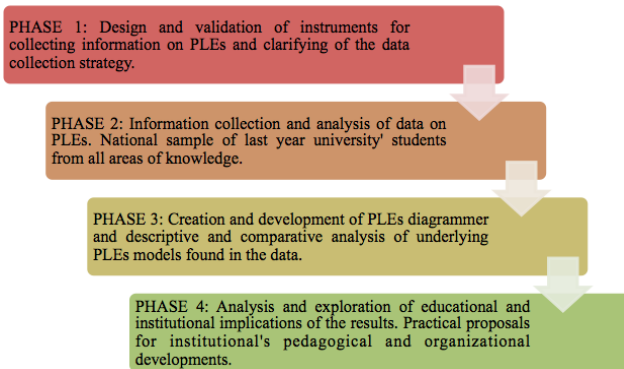 PHASE 1: Design and validation of instruments for
collecting information on PLEs and clarifying of the data
collection strategy.
PHASE 2: Information collection and analysis of data on
PLEs. National sample of last year university' students
from all areas of knowledge.
PHASE 3: Creation and development of PLEs diagrammer
and descriptive and comparative analysis of underlying
PLEs models found in the data.
PHASE 4: Analysis and exploration of educational and
institutional implications of the results. Practical proposals
for institutional's pedagogical and organizational
developments.